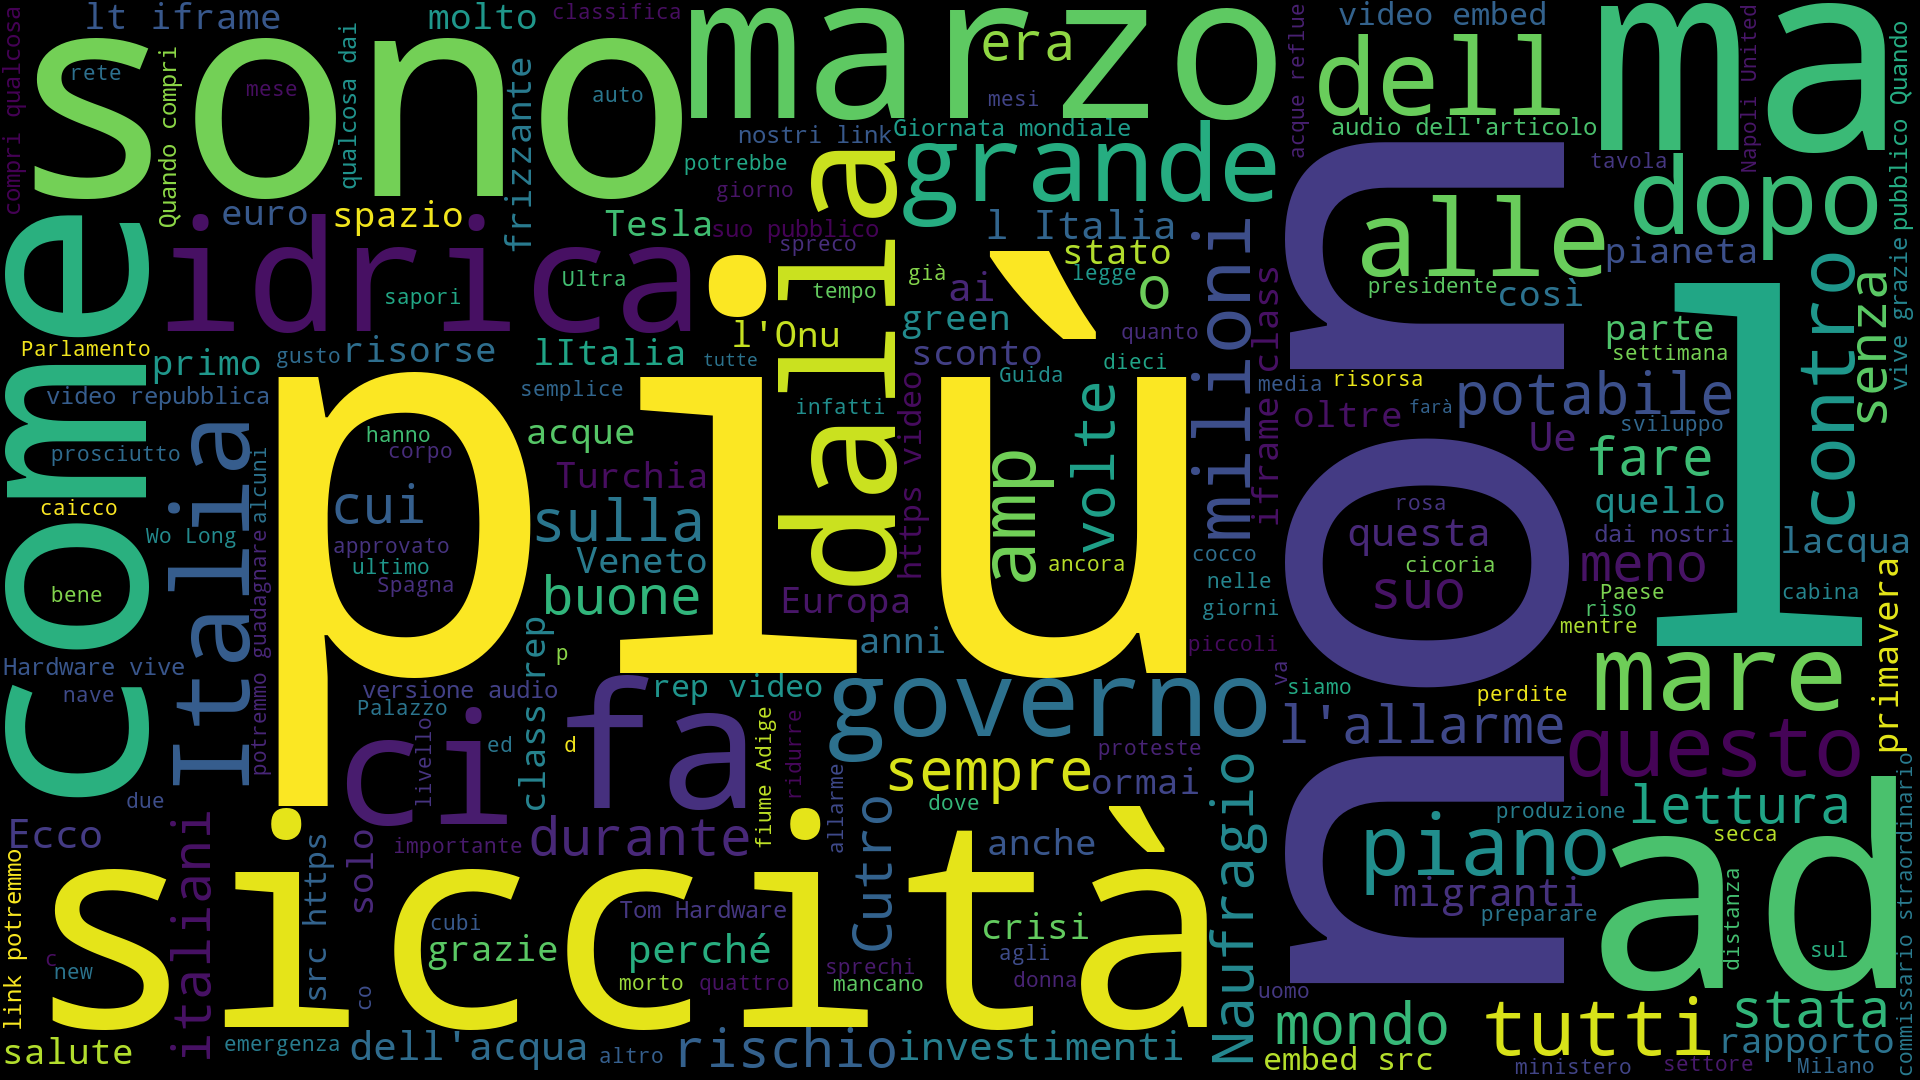 lt iframe
molto
classifica
video embed
compri qualcosa
sono
marzo
era
dell
ma
rete
mese
auto
mesi
Quando compri
qualcosa dai
frizzante
nostri link
Giornata mondiale
acque reflue
audio dell'articolo
Napoli United
pubblico Quando
potrebbe
giorno
grande
tavola
dopo
euro
spazio
Tesla
suo pubblico
spreco
l Italia
stato
alle
pianeta
vive grazie
come
idrica
Ultra
sapori
dalla
già
legge
tempo
ai
o
milioni
presidente
così
contro
senza
Parlamento
primo
gusto
risorse
lItalia
tutte
l'Onu
green
quanto
sconto
dieci
iframe class
parte
settimana
video repubblica
semplice
Guida
media
risorsa
infatti
oltre
farà
potabile
sviluppo
più
non
l
prosciutto
Italia
hanno
corpo
acque
https video
amp
volte
Ue
fare
caicco
alcuni
Turchia
cui
sulla
rosa
quello
Wo Long
approvato
questa
dai nostri
lacqua
ultimo
Veneto
ancora
cocco
cicoria
meno
bene
Spagna
buone
Europa
nelle
suo
Paese
cabina
guadagnare
giorni
riso
mentre
primavera
Hardware vive
p
anni
piccoli
nave
versione audio
rep video
va
siamo
perdite
mare
potremmo
Palazzo
class rep
governo
l'allarme
questo
ci
fa
livello
ed
d
fiume Adige
ridurre
proteste
sempre
ormai
due
allarme
dove
Naufragio
produzione
lettura
Ecco
italiani
src https
solo
importante
durante
cutro
anche
piano
secca
ad
commissario straordinario
link potremmo
siccità
migranti
cubi
Tom Hardware
crisi
preparare
distanza
grazie
perché
agli
sul
c
new
co
morto
quattro
sprechi
mancano
donna
uomo
salute
emergenza
dell'acqua
altro
rischio
investimenti
mondo
tutti
stata
rapporto
embed src
ministero
settore
Milano